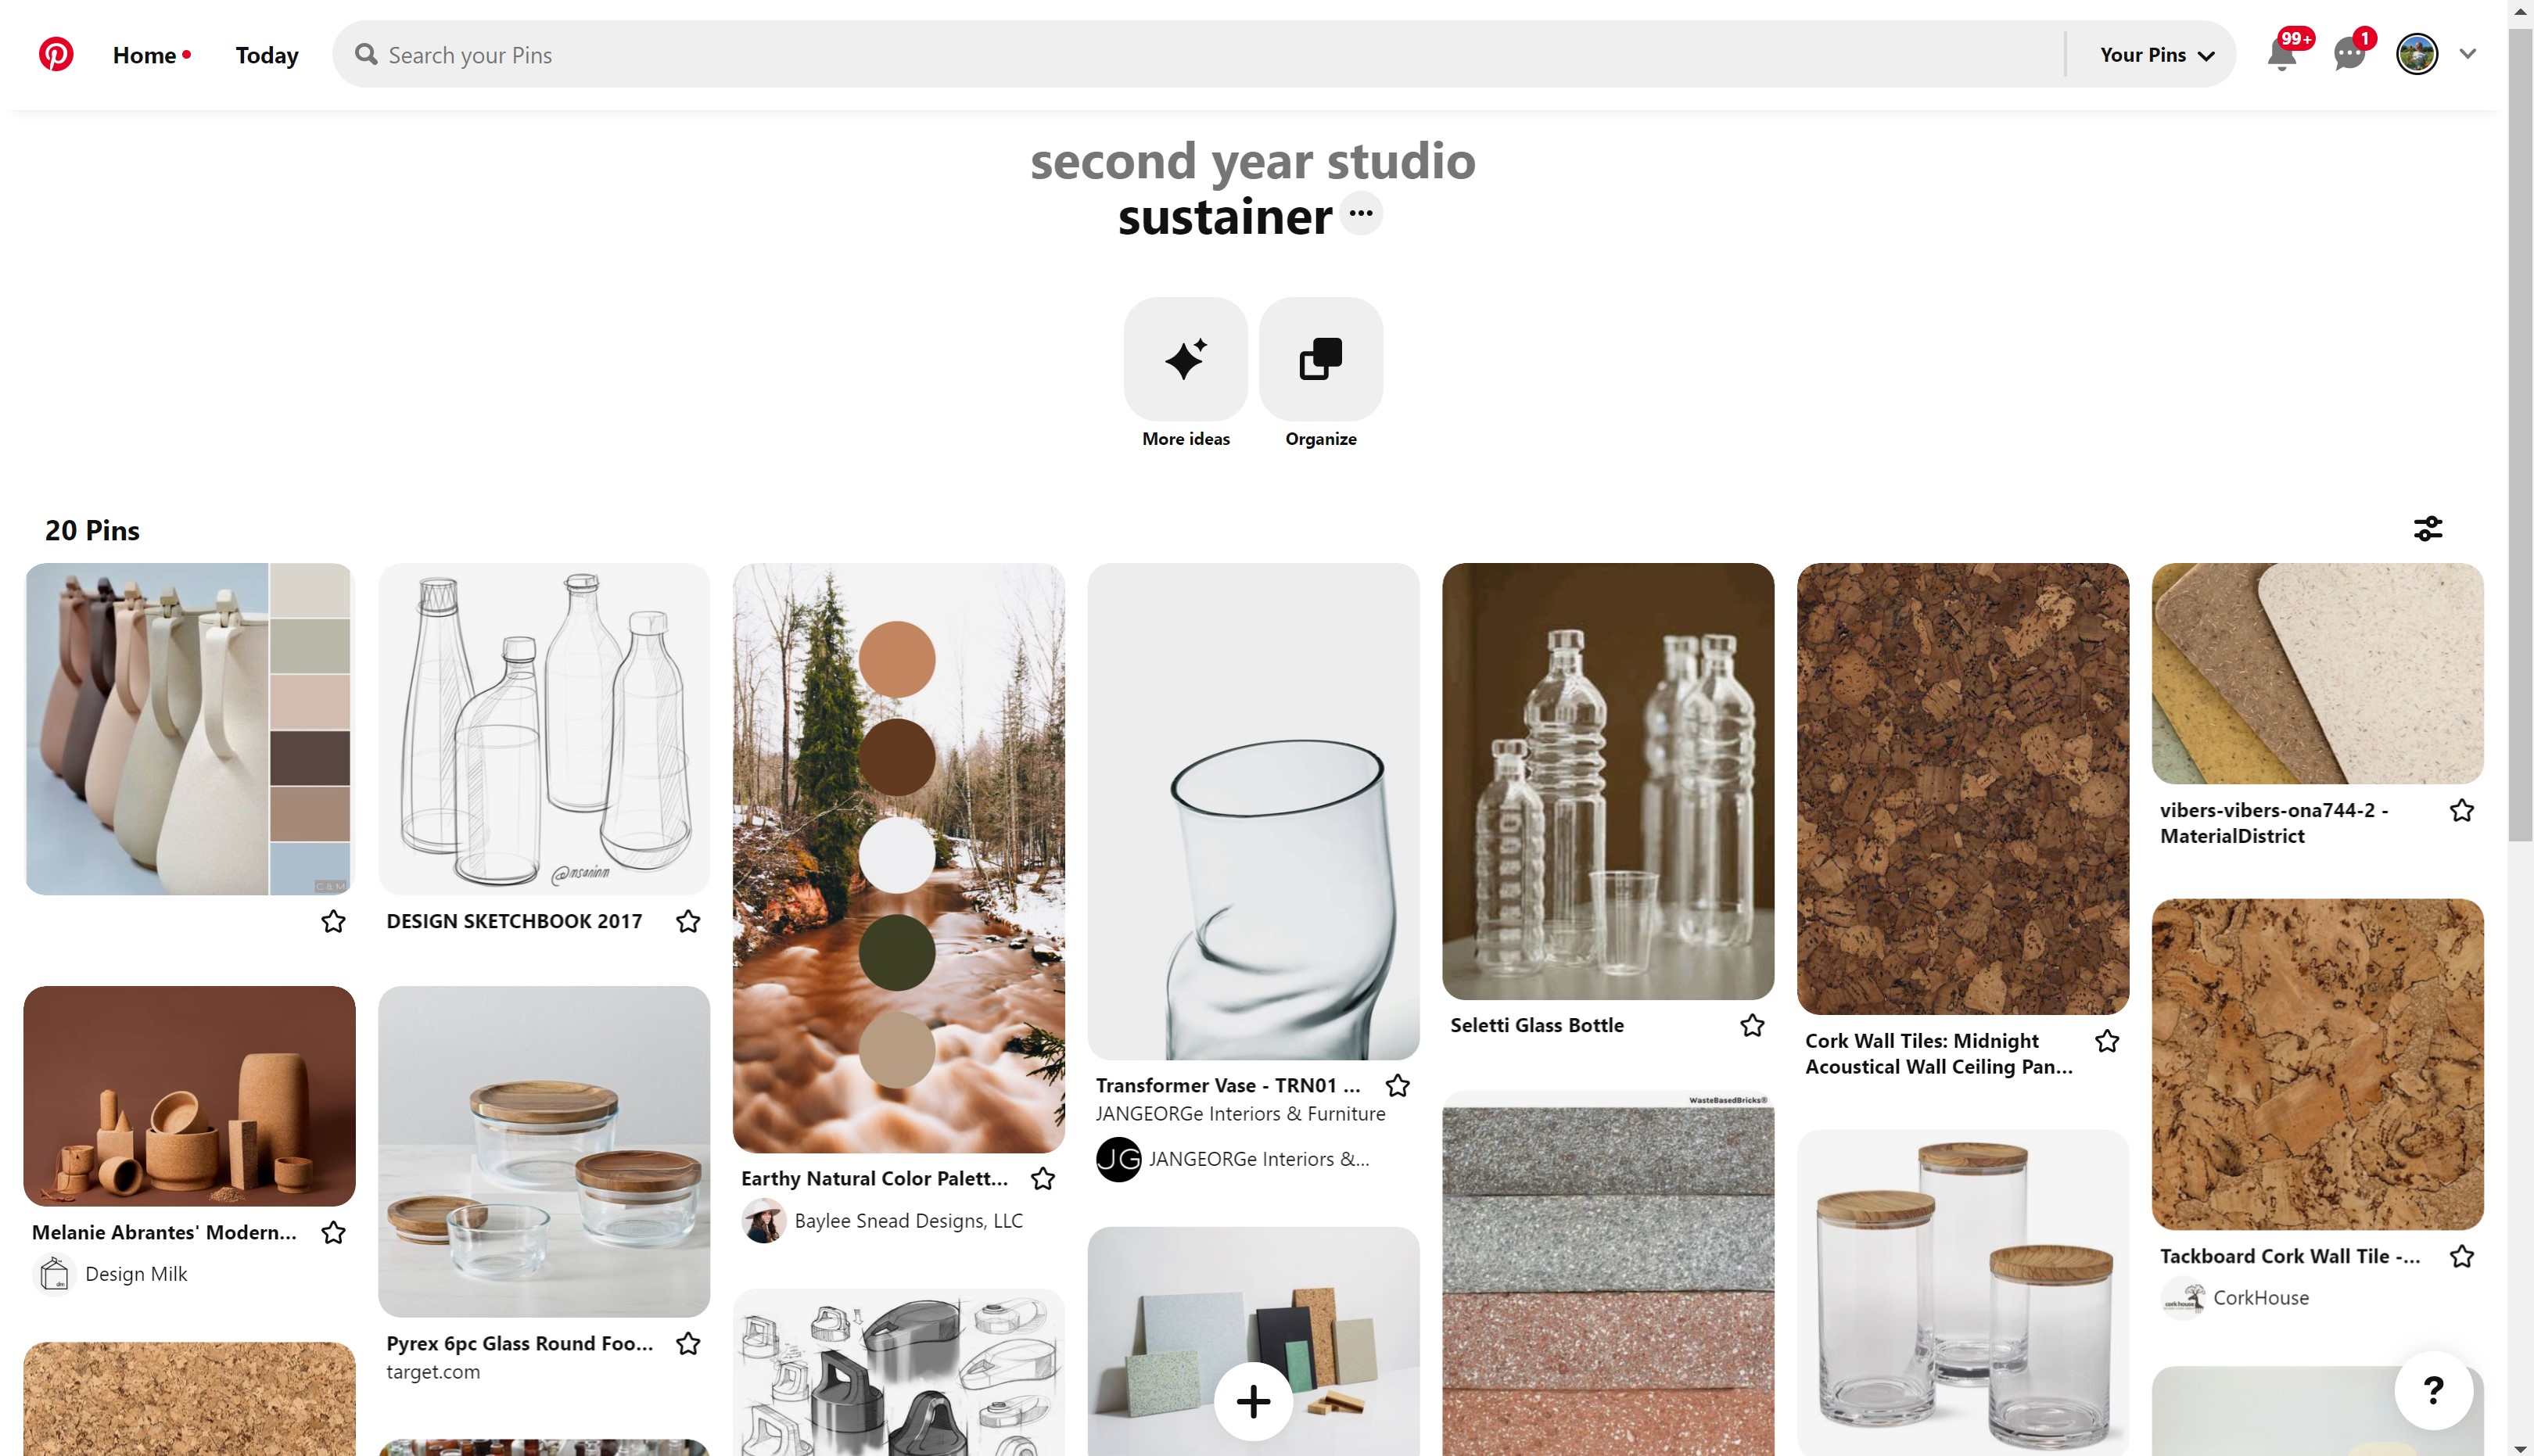 Home
Today
Search your Pins
Your Pins
99+
1
second year studio
sustainer
More ideas
Organize
20 Pins
C & M
DESIGN SKETCHBOOK 2017
Melanie Abrantes' Modern...
Design Milk
Pyrex 6pc Glass Round Foo...
target.com
Earthy Natural Color Palett...
Baylee Snead Designs, LLC
Transformer Vase - TRN01 ...
JANGEORGe Interiors & Furniture
JG
JANGEORGe Interiors &...
Seletti Glass Bottle
WasteBasedBricks®
Cork Wall Tiles: Midnight
Acoustical Wall Ceiling Pan...
vibers-vibers-ona744-2 -
MaterialDistrict
Tackboard Cork Wall Tile -...
cork house
CorkHouse
?